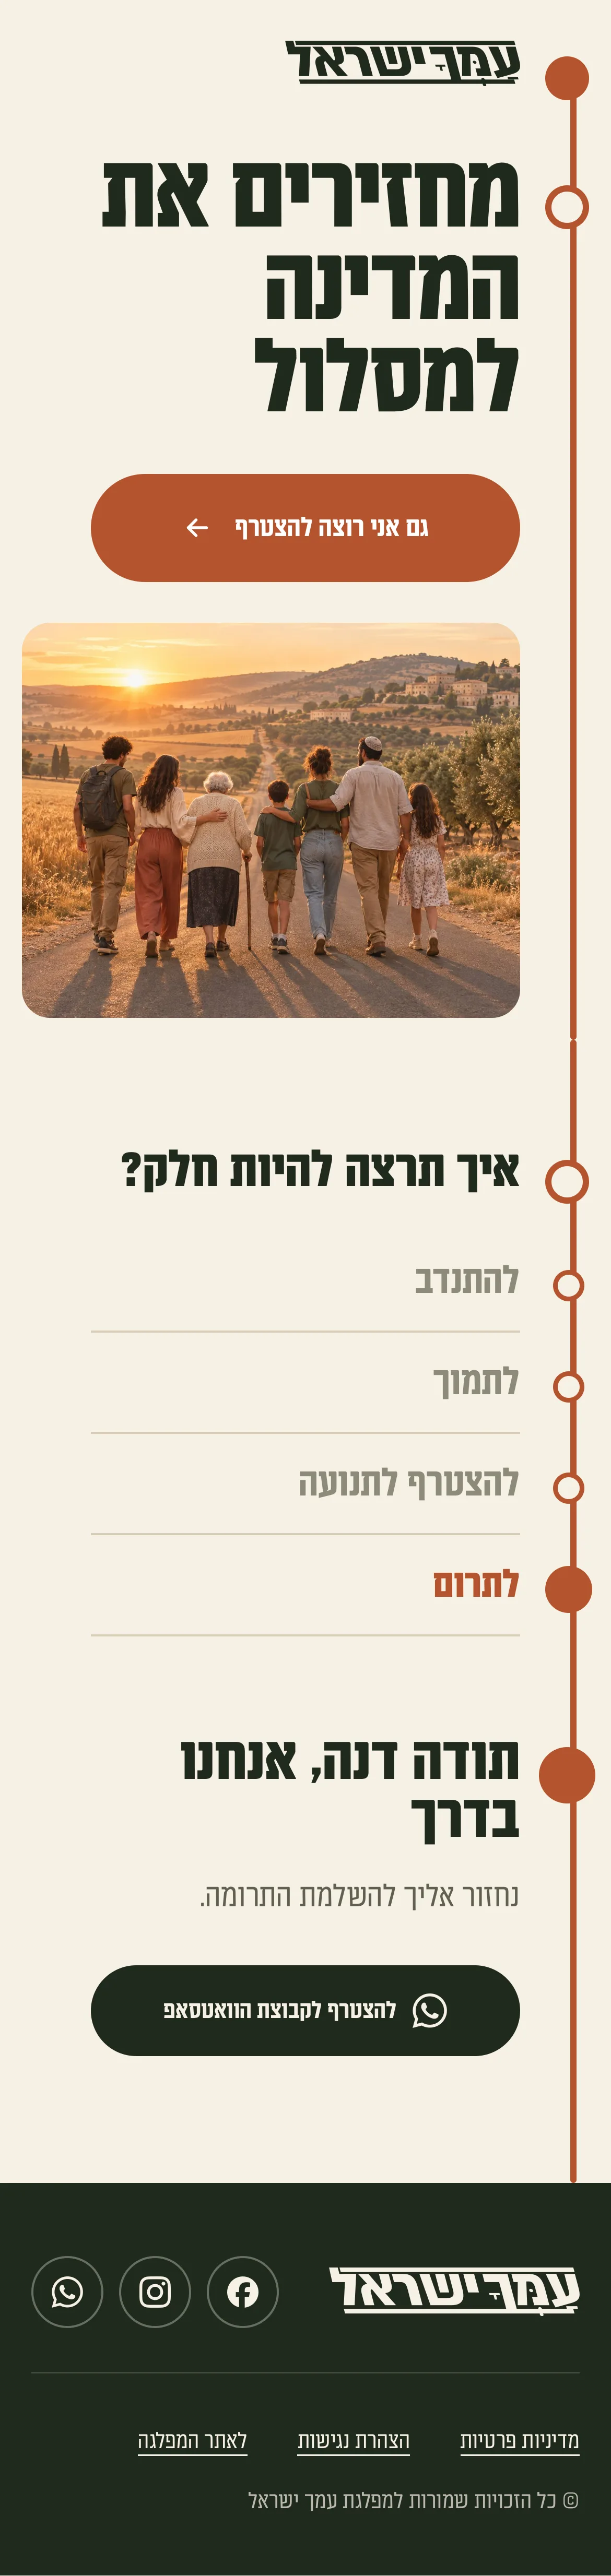 עַמְּךָ ישראל
מחזירים את
המדינה
למסלול
גם אני רוצה להצטרף ←
איך תרצה להיות חלק?
להתנדב
לתמוך
להצטרף לתנועה
לתרום
תודה דנה, אנחנו
בדרך
נחזור אליך להשלמת התרומה.
להצטרף לקבוצת הוואטסאפ
עַמְּךָ ישראל
מדיניות פרטיות הצהרת נגישות לאתר המפלגה
© כל הזכויות שמורות למפלגת עמך ישראל